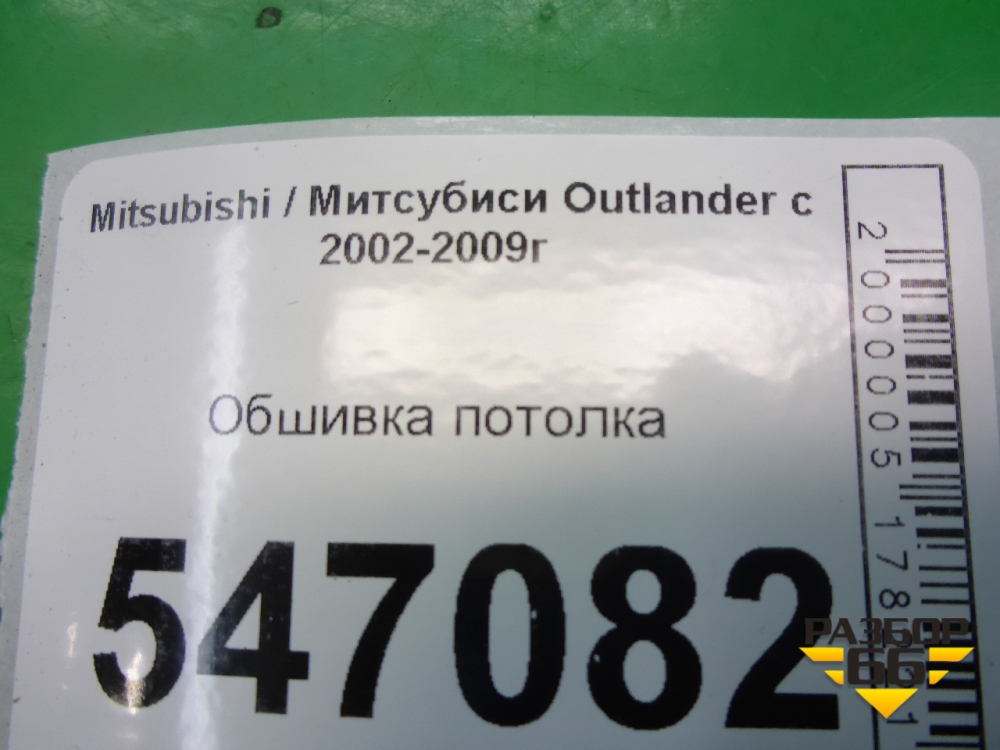 Mitsubishi / Митсубиси Outlander с
2002-2009г
Обшивка потолка
547082
2000005178
РАЗБОР
66